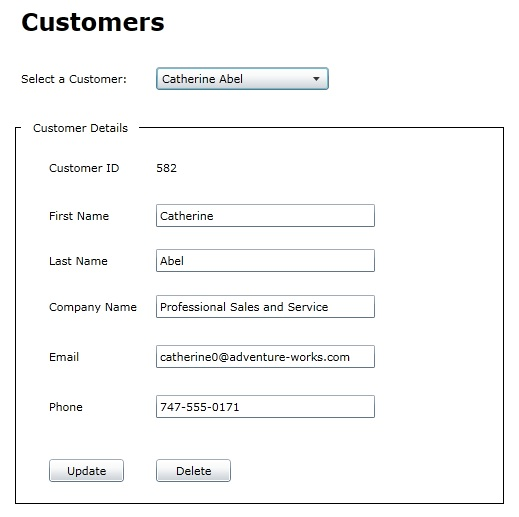 Customers
Select a Customer: Catherine Abel
Customer Details
Customer ID 582
First Name Catherine
Last Name Abel
Company Name Professional Sales and Service
Email catherine0@adventure-works.com
Phone 747-555-0171
Update Delete